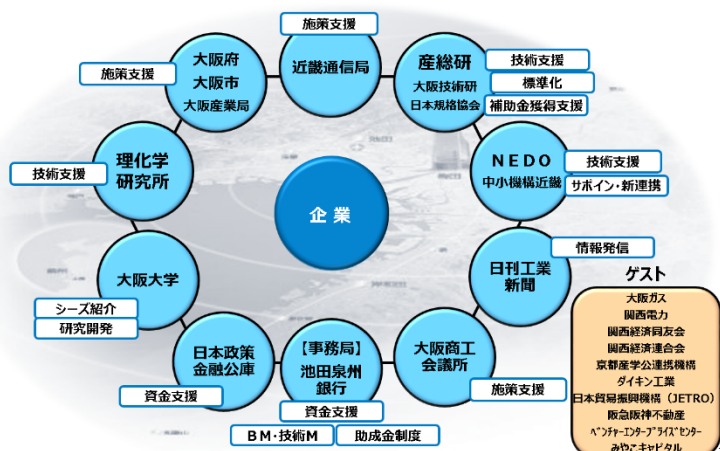 施策支援
近畿通信局
大阪府
大阪市
大阪産業局
施策支援
産総研
大阪技術研
日本規格協会
技術支援
標準化
補助金獲得支援
理化学
研究所
技術支援
NEDO
中小機構近畿
技術支援
サポイン・新連携
企業
大阪大学
シーズ紹介
研究開発
日刊工業
新聞
情報発信
日本政策
金融公庫
資金支援
【事務局】
池田泉州
銀行
資金支援
BM・技術M
助成金制度
大阪商工
会議所
施策支援
ゲスト
大阪ガス
関西電力
関西経済同友会
関西経済連合会
京都産学公連携機構
ダイキン工業
日本貿易振興機構（JETRO）
阪急阪神不動産
ベンチャーエンタープライズセンター
みやこキャピタル